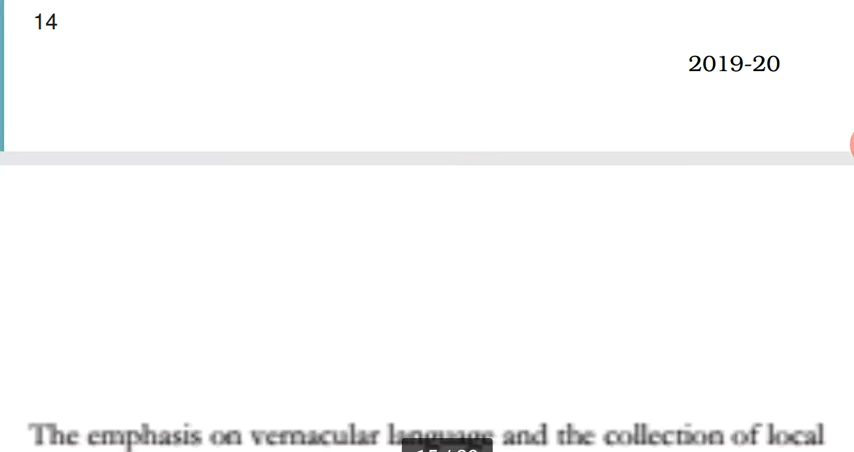 14
2019-20
The emphasis on vernacular language and the collection of local